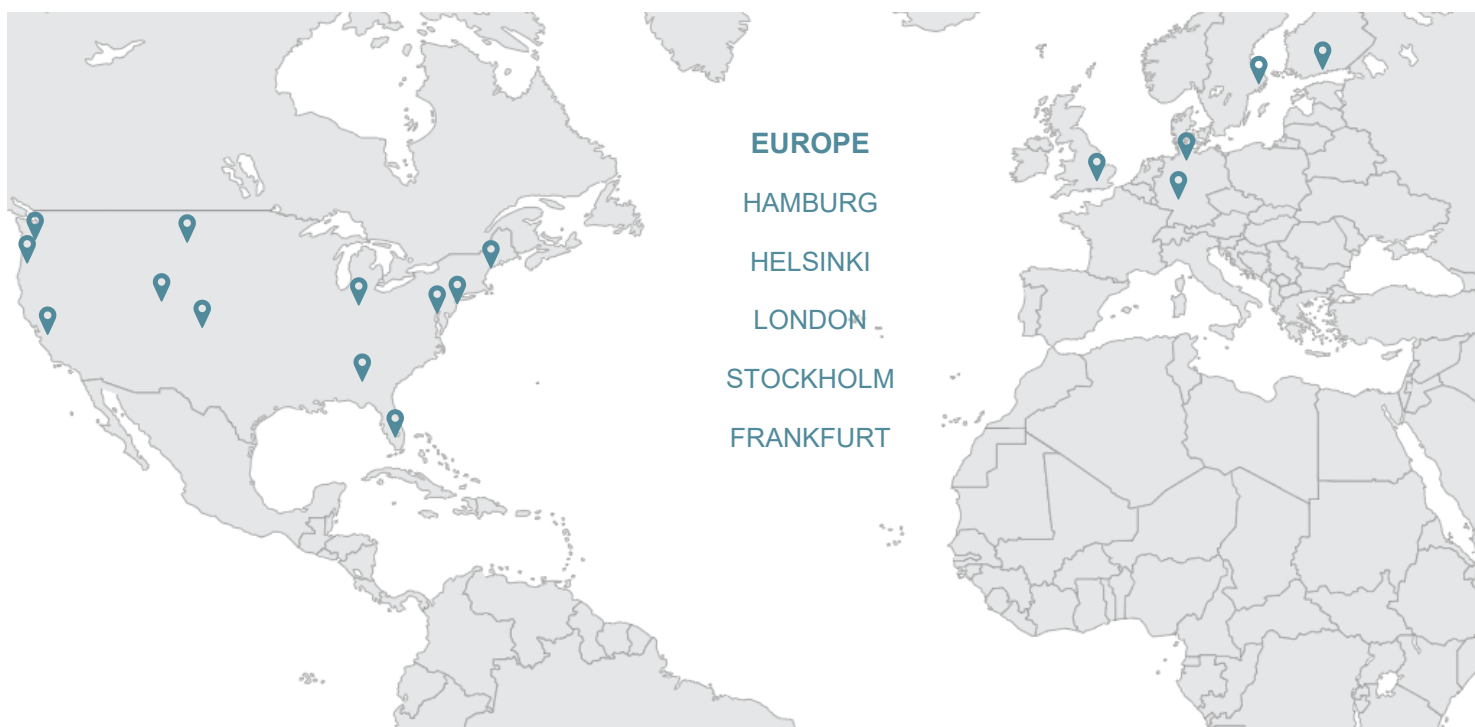 EUROPE
HAMBURG
HELSINKI
LONDON
STOCKHOLM
FRANKFURT